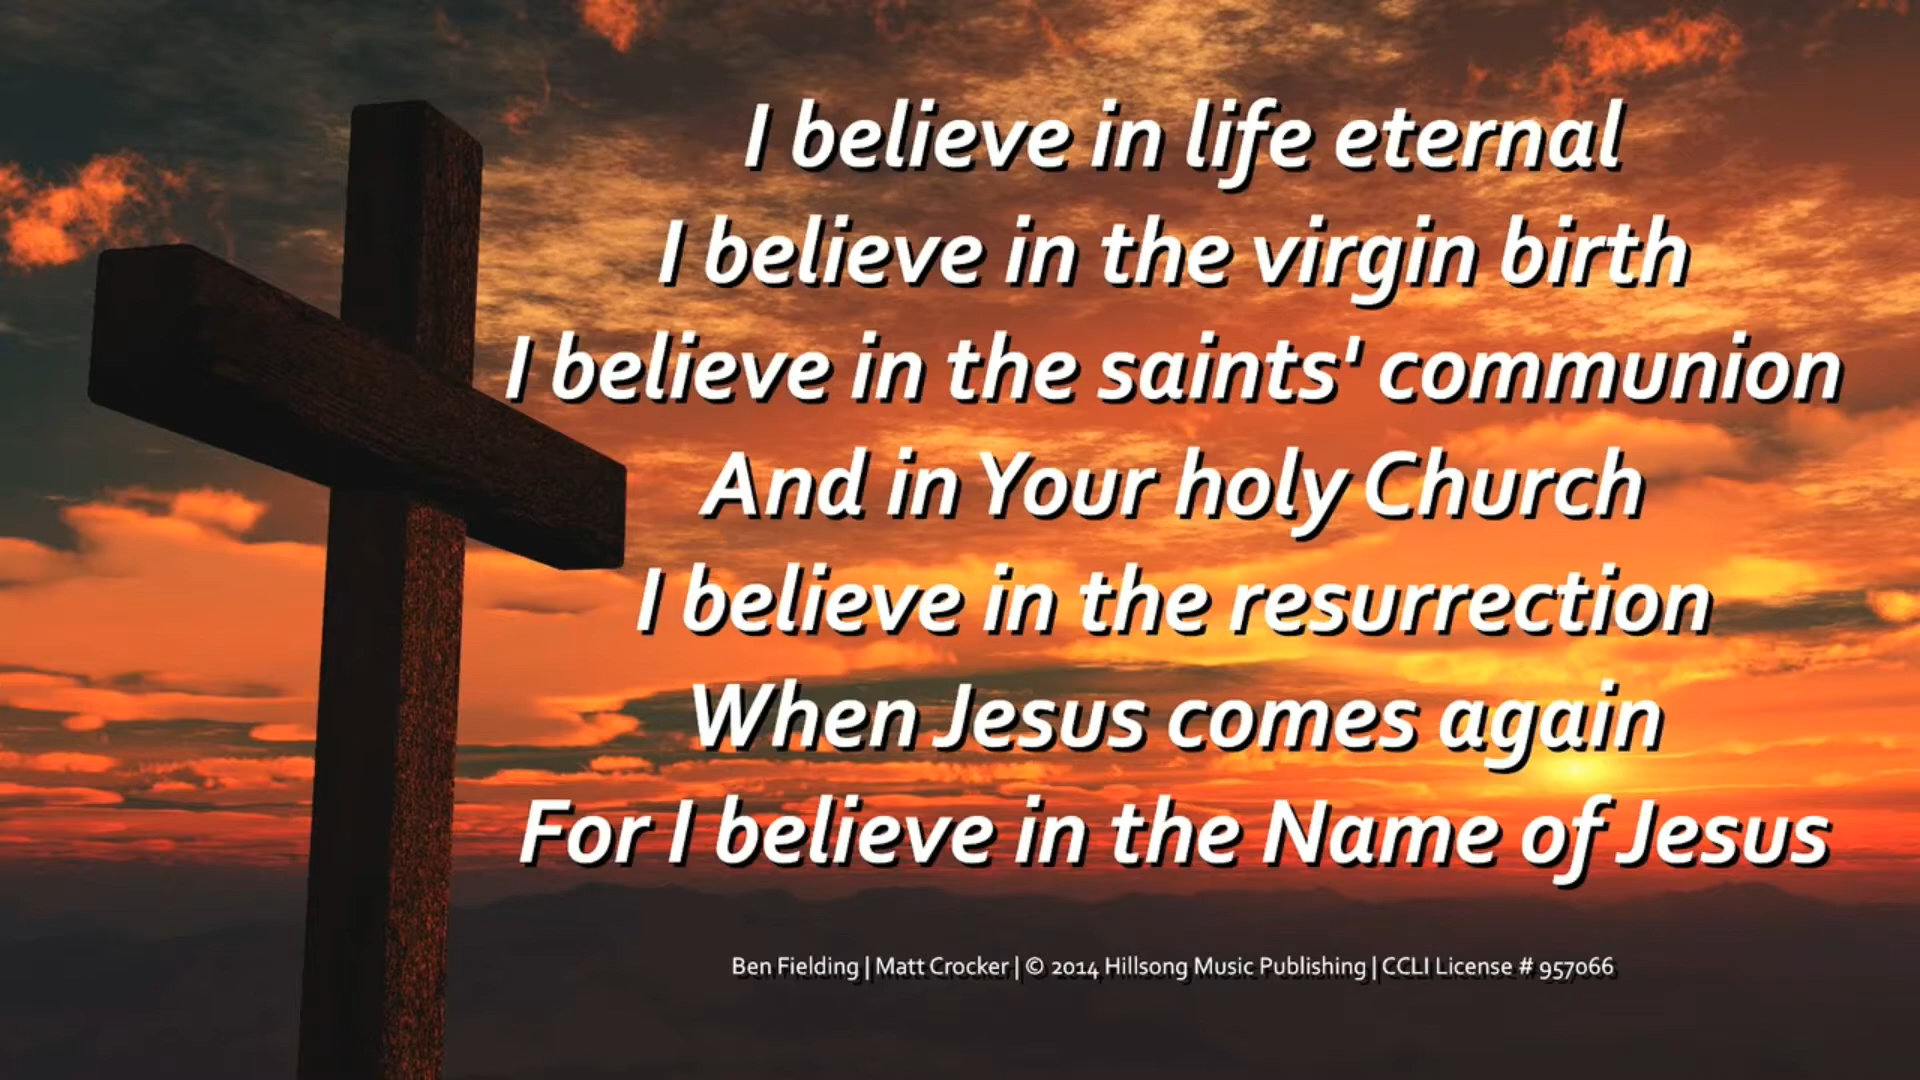 I believe in life eternal
I believe in the virgin birth
I believe in the saints' communion
And in Your holy Church
I believe in the resurrection
When Jesus comes again
For I believe in the Name of Jesus
Ben Fielding | Matt Crocker | © 2014 Hillsong Music Publishing | CCLI License # 957066